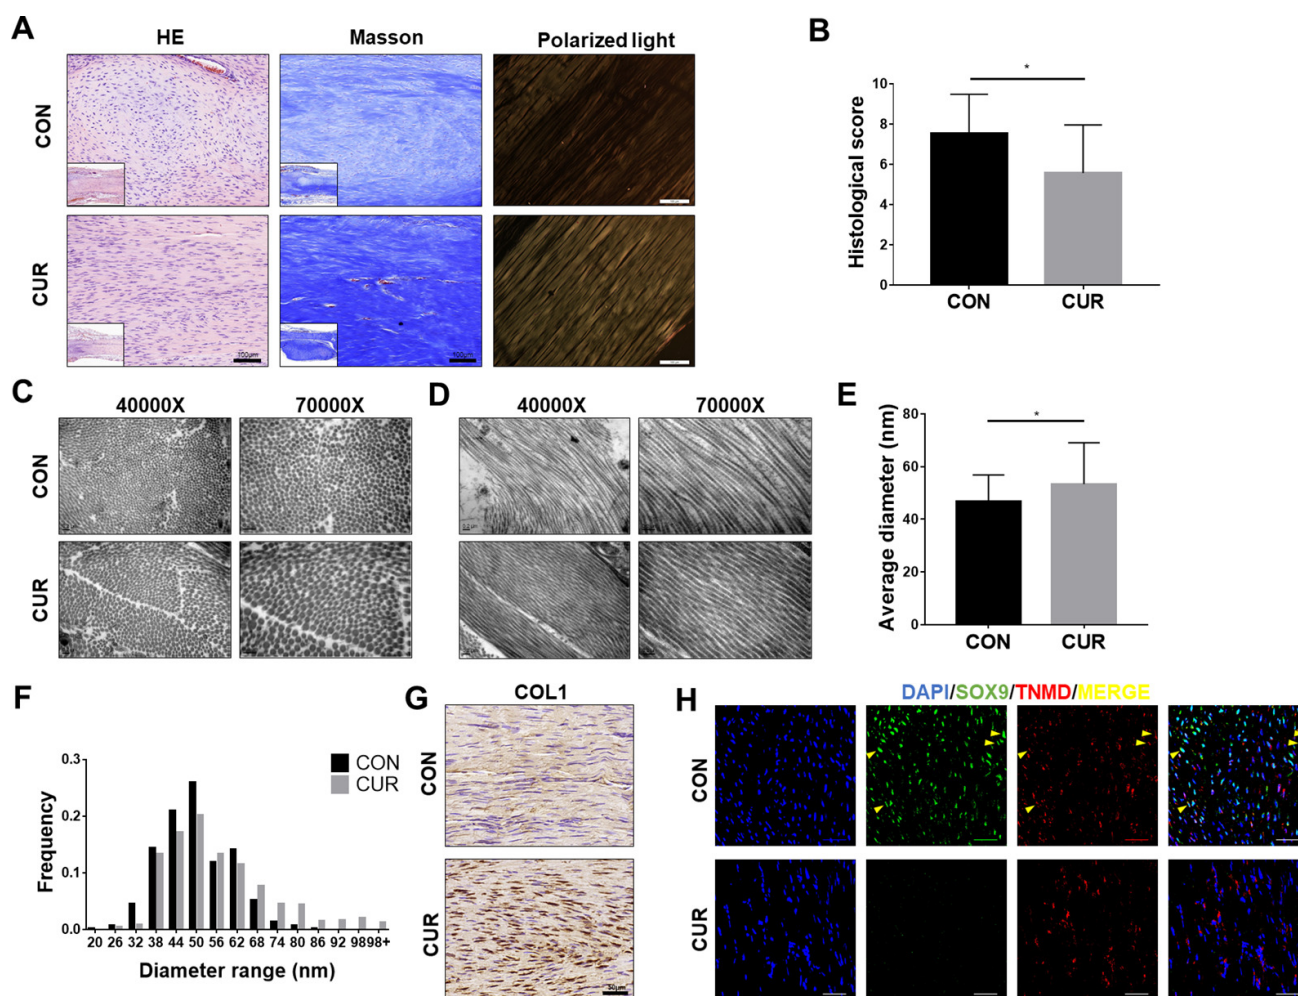 A
HE
Masson
Polarized light
CON
CUR
100μm
100μm
B
Histological score
10
8
6
4
2
0
*
CON
CUR
C
40000X
70000X
CON
CUR
D
40000X
70000X
E
Average diameter (nm)
80
60
40
20
0
*
CON
CUR
F
Frequency
0.3
0.2
0.1
0.0
CON
CUR
20 26 32 38 44 50 56 62 68 74 80 86 92 98 98+
Diameter range (nm)
G
COL1
CON
CUR
50μm
H
DAPI/SOX9/TNMD/MERGE
CON
CUR